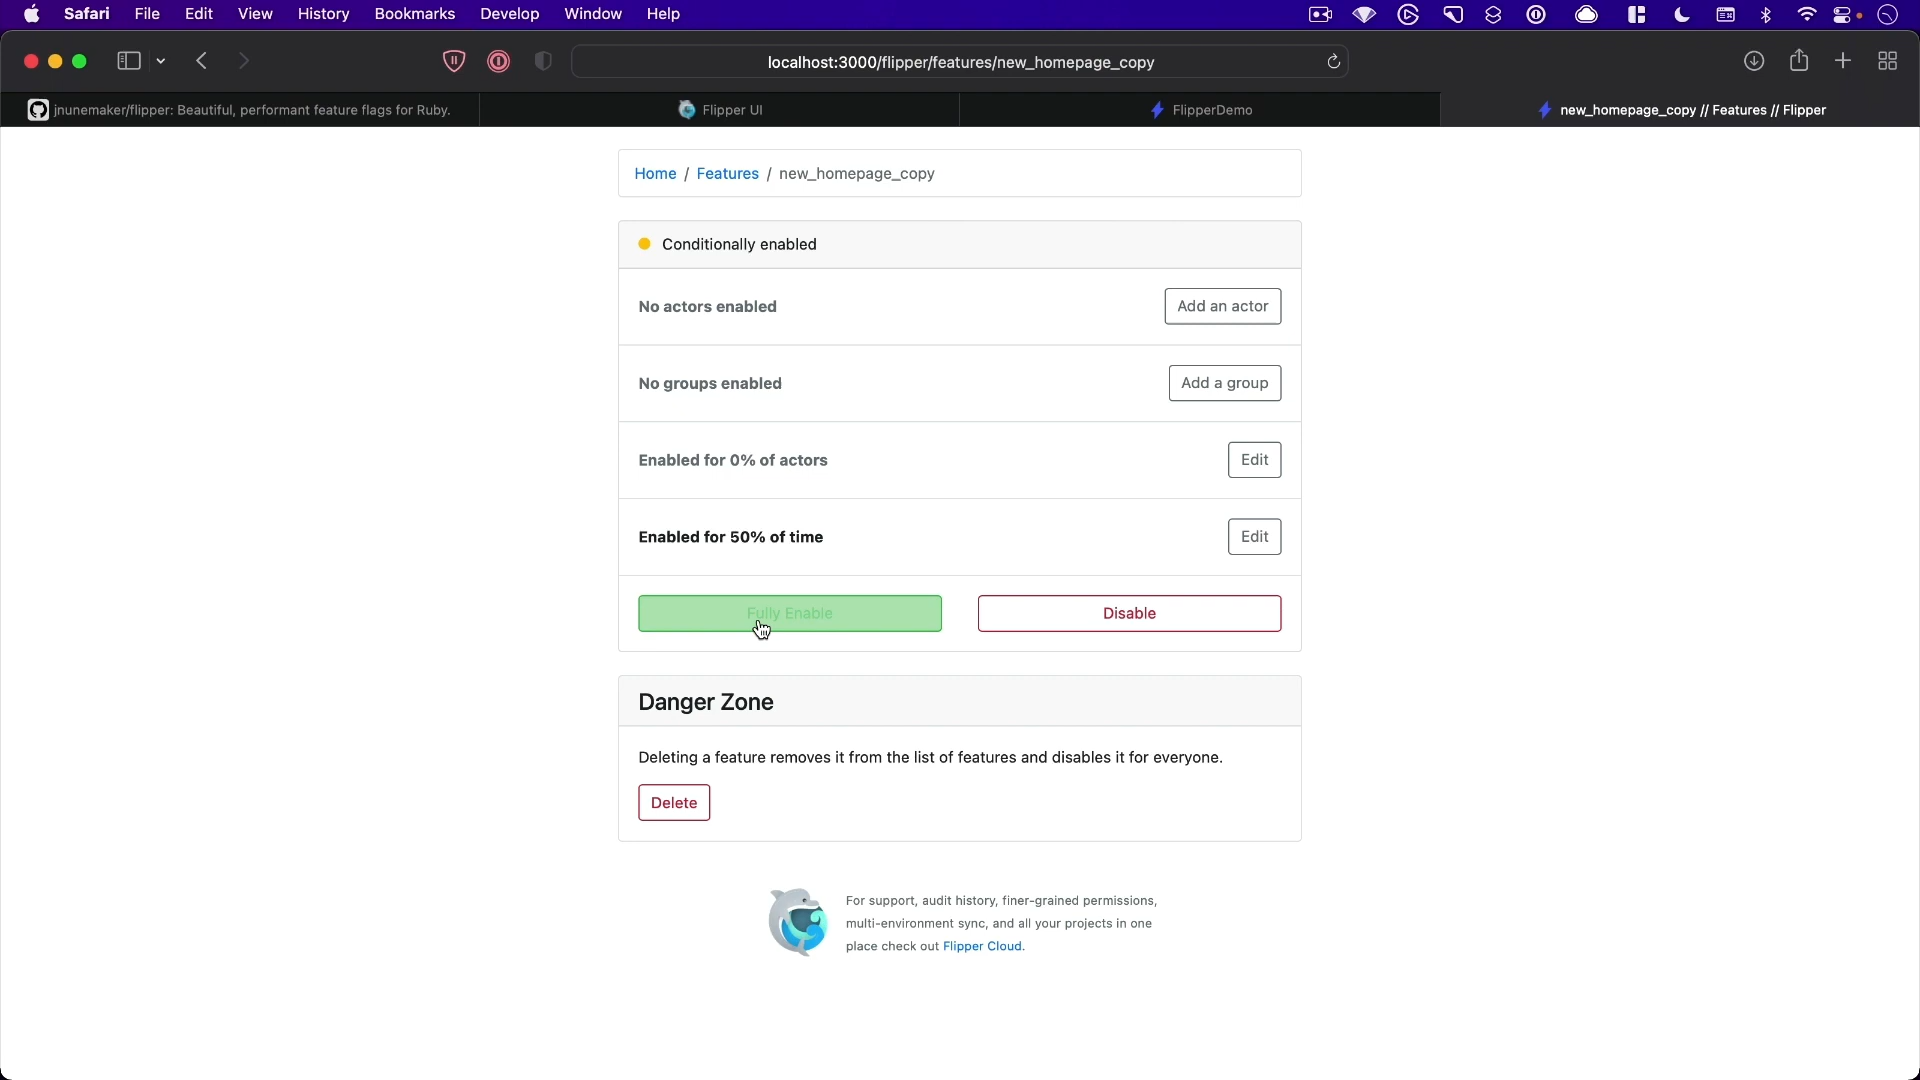 Safari File Edit View History Bookmarks Develop Window Help
localhost:3000/flipper/features/new_homepage_copy
jnunemaker/flipper: Beautiful, performant feature flags for Ruby.
Flipper UI
FlipperDemo
new_homepage_copy // Features // Flipper
Home / Features / new_homepage_copy
Conditionally enabled
No actors enabled
Add an actor
No groups enabled
Add a group
Enabled for 0% of actors
Edit
Enabled for 50% of time
Edit
Fully Enable
Disable
Danger Zone
Deleting a feature removes it from the list of features and disables it for everyone.
Delete
For support, audit history, finer-grained permissions,
multi-environment sync, and all your projects in one
place check out Flipper Cloud.